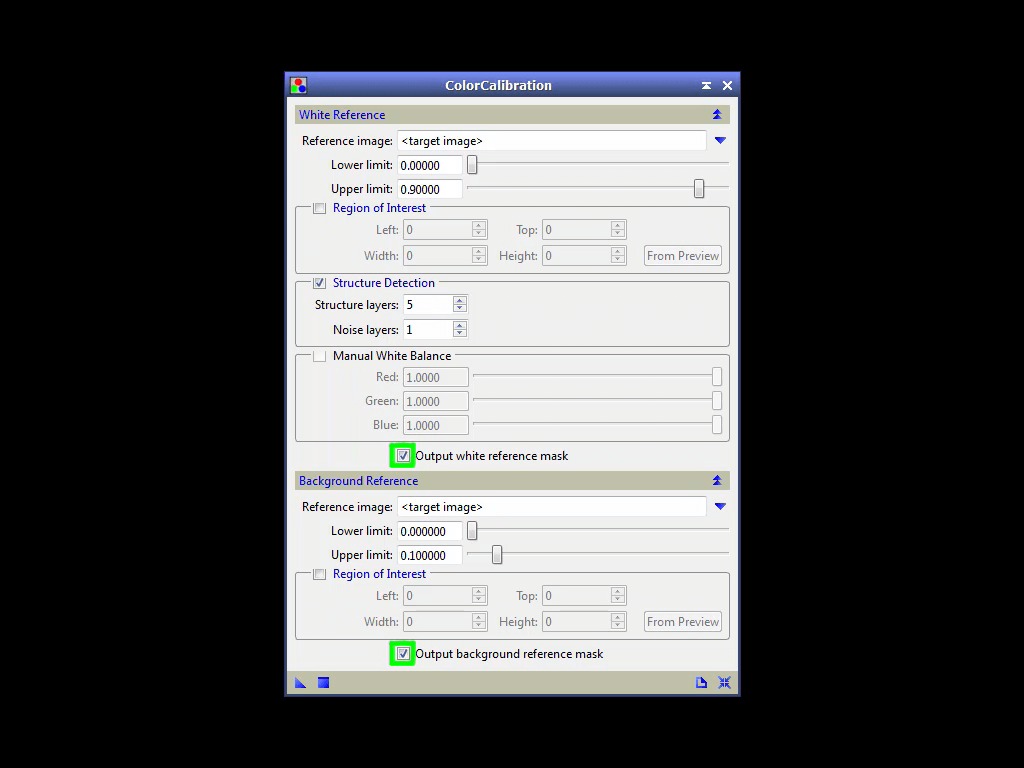 ColorCalibration
White Reference
Reference image: <target image>
Lower limit: 0.00000
Upper limit: 0.90000
Region of Interest
Left: 0 Top: 0
Width: 0 Height: 0 From Preview
Structure Detection
Structure layers: 5
Noise layers: 1
Manual White Balance
Red: 1.0000
Green: 1.0000
Blue: 1.0000
Output white reference mask
Background Reference
Reference image: <target image>
Lower limit: 0.000000
Upper limit: 0.100000
Region of Interest
Left: 0 Top: 0
Width: 0 Height: 0 From Preview
Output background reference mask